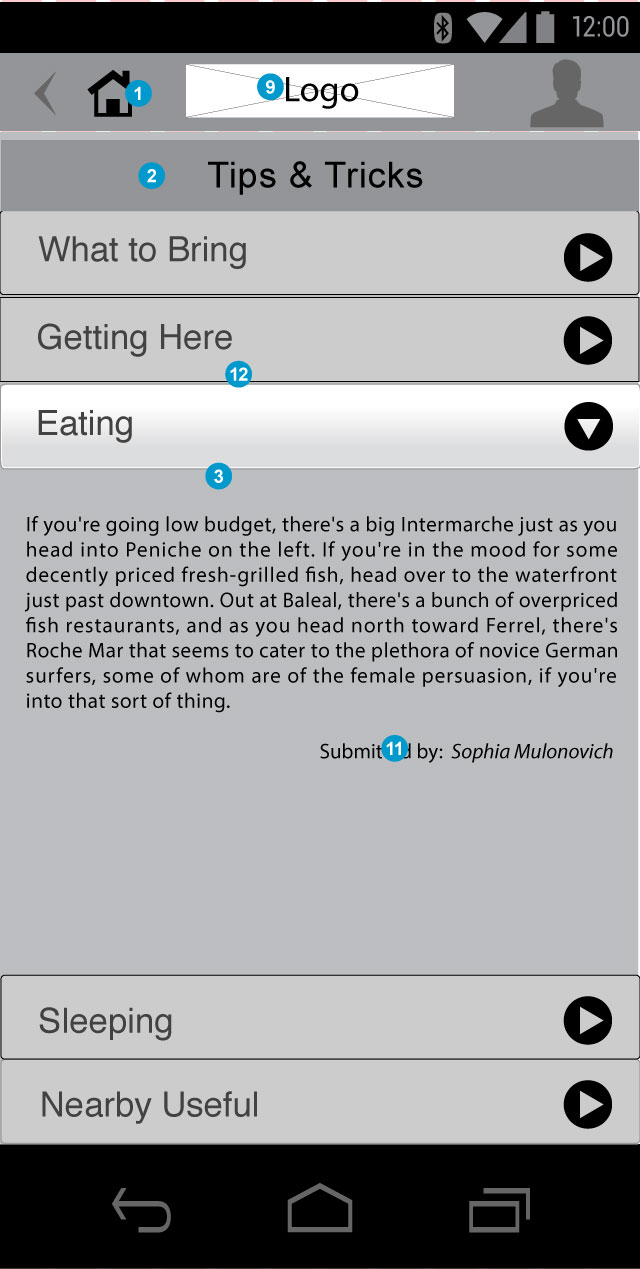 12:00
1
9 Logo
2 Tips & Tricks
What to Bring
Getting Here
12
Eating
3
If you're going low budget, there's a big Intermarche just as you
head into Peniche on the left. If you're in the mood for some
decently priced fresh-grilled fish, head over to the waterfront
just past downtown. Out at Baleal, there's a bunch of overpriced
fish restaurants, and as you head north toward Ferrel, there's
Roche Mar that seems to cater to the plethora of novice German
surfers, some of whom are of the female persuasion, if you're
into that sort of thing.
Submitted by: Sophia Mulonovich
11
Sleeping
Nearby Useful